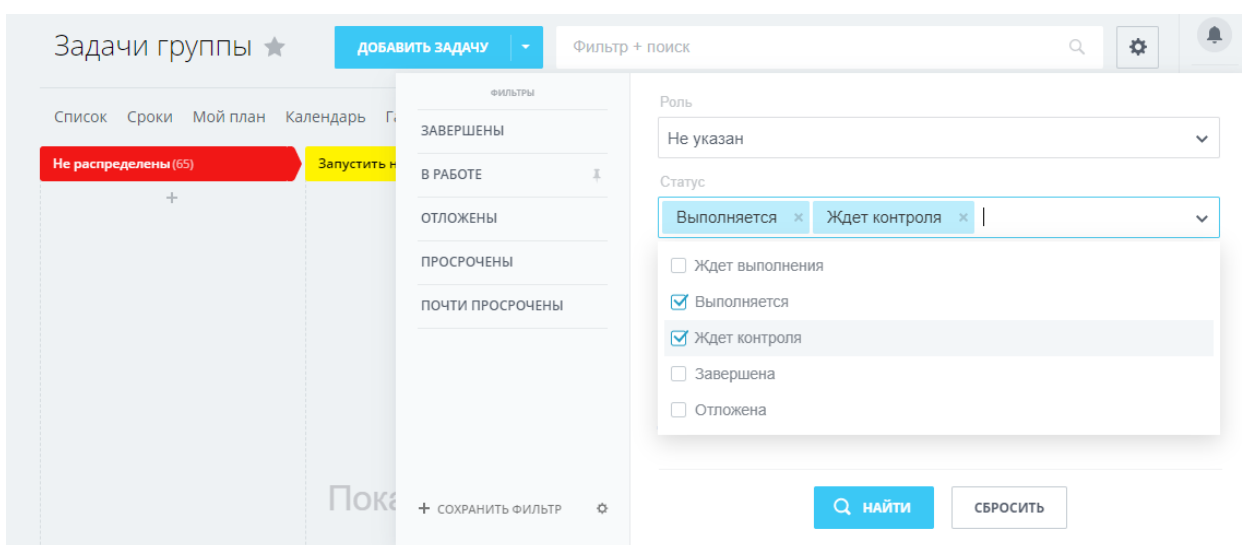 Задачи группы
ДОБАВИТЬ ЗАДАЧУ
Фильтр + поиск
Список Сроки Мой план Календарь
Не распределены (65)
Запустить
+
Пока
ФИЛЬТРЫ
ЗАВЕРШЕНЫ
В РАБОТЕ
ОТЛОЖЕНЫ
ПРОСРОЧЕНЫ
ПОЧТИ ПРОСРОЧЕНЫ
+ СОХРАНИТЬ ФИЛЬТР
Роль
Не указан
Статус
Выполняется × Ждет контроля ×
Ждет выполнения
Выполняется
Ждет контроля
Завершена
Отложена
НАЙТИ
СБРОСИТЬ